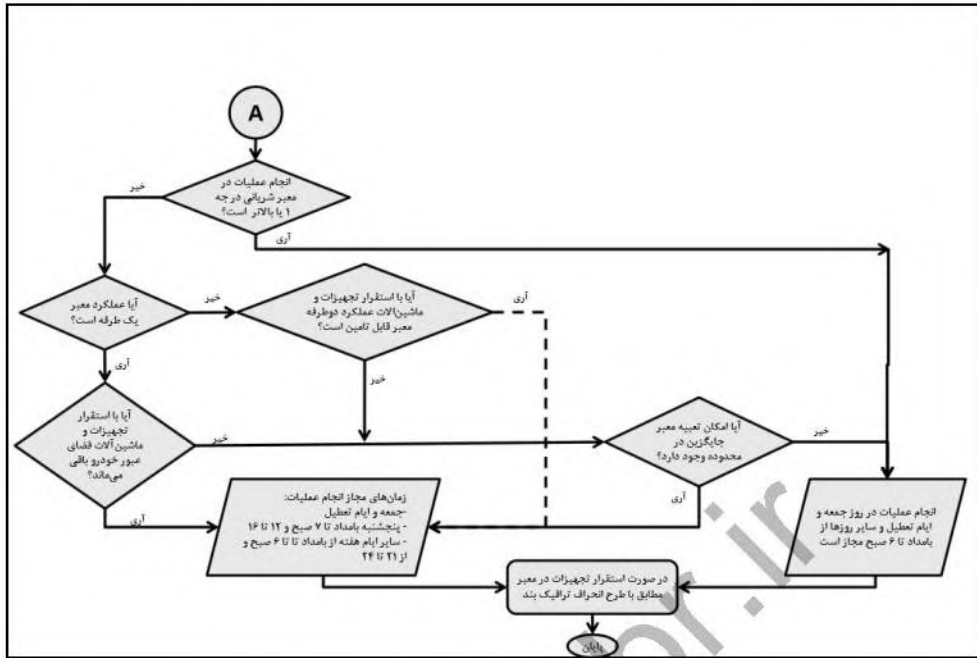 A
انجام عملیات در
معبر شریانی درجه
۱ یا بالاتر است؟
خیر
آری
آیا عملکرد معبر
یک طرفه است؟
خیر
آری
آیا با استقرار تجهیزات و
ماشین‌آلات عملکرد دوطرفه
معبر قابل تامین است؟
آری
خیر
آیا با استقرار
تجهیزات و
ماشین‌آلات فضای
عبور خودرو باقی
می‌ماند؟
خیر
آری
آیا امکان تعبیه معبر
جایگزین در
محدوده وجود دارد؟
خیر
آری
زمان‌های مجاز انجام عملیات:
-جمعه و ایام تعطیل
- پنجشنبه بامداد تا ۷ صبح و ۱۲ تا ۱۶
- سایر ایام هفته از بامداد تا تا ۶ صبح و
از ۲۱ تا ۲۴
انجام عملیات در روز جمعه و
ایام تعطیل و سایر روزها از
بامداد تا ۶ صبح مجاز است
در صورت استقرار تجهیزات در معبر
مطابق با طرح انحراف ترافیک بند
پایان